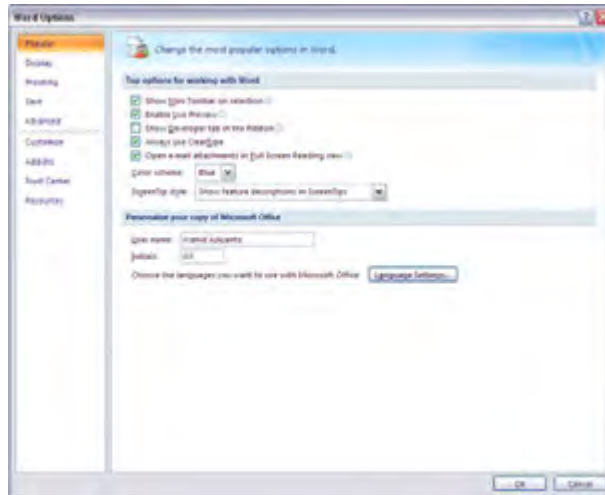 Word Options
Popular
Display
Proofing
Save
Advanced
Customize
Add-Ins
Trust Center
Resources
Change the most popular options in Word.
Top options for working with Word
Show Mini Toolbar on selection
Enable Live Preview
Show Developer tab in the Ribbon
Always use ClearType
Open e-mail attachments in Full Screen Reading view
Color scheme: Blue
ScreenTip style: Show feature descriptions in ScreenTips
Personalize your copy of Microsoft Office
User name:
Initials:
Choose the languages you want to use with Microsoft Office: Language Settings...
OK Cancel